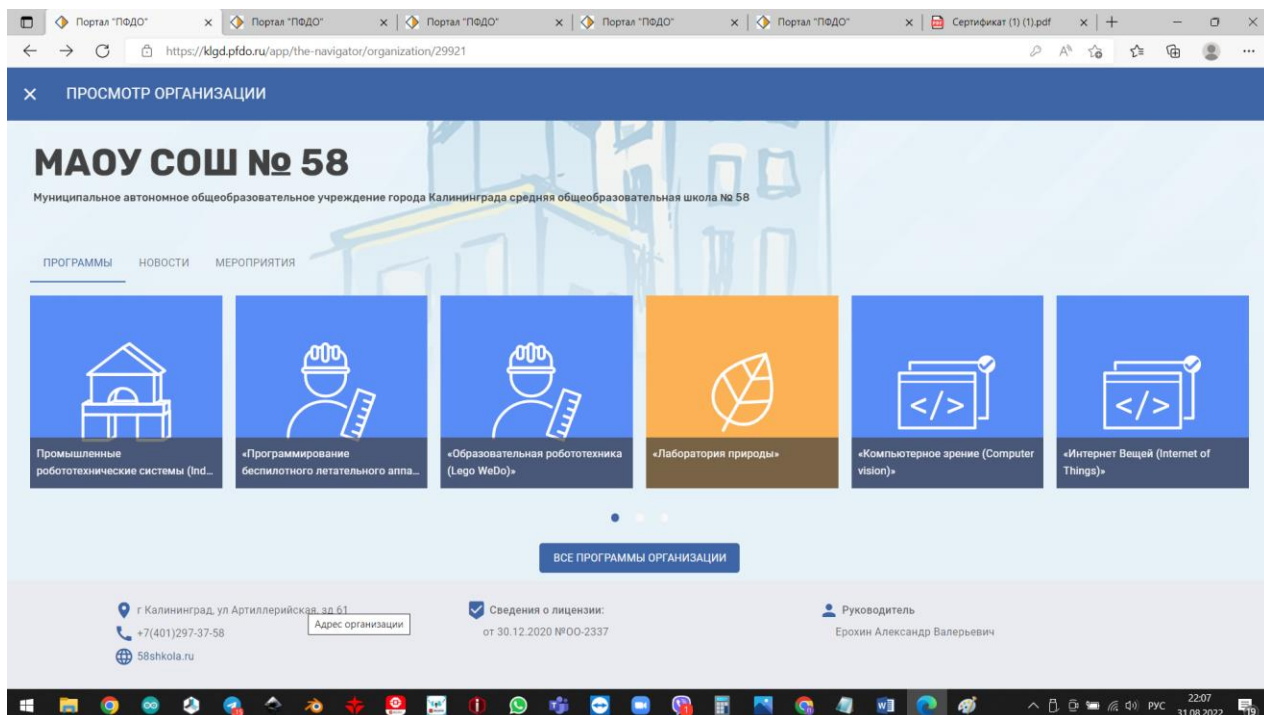 Портал "ПФДО"
Портал "ПФДО"
Портал "ПФДО"
Портал "ПФДО"
Портал "ПФДО"
Сертификат (1) (1).pdf
https://klgd.pfdo.ru/app/the-navigator/organization/29921
ПРОСМОТР ОРГАНИЗАЦИИ
МАОУ СОШ № 58
Муниципальное автономное общеобразовательное учреждение города Калининграда средняя общеобразовательная школа № 58
ПРОГРАММЫ НОВОСТИ МЕРОПРИЯТИЯ
Промышленные
робототехнические системы (Ind...
«Программирование
беспилотного летательного аппа...
«Образовательная робототехника
(Lego WeDo)»
«Лаборатория природы»
«Компьютерное зрение (Computer
vision)»
«Интернет Вещей (Internet of
Things)»
</>
</>
ВСЕ ПРОГРАММЫ ОРГАНИЗАЦИИ
г Калининград, ул Артиллерийская, зд 61
Адрес организации
+7(401)297-37-58
58shkola.ru
Сведения о лицензии:
от 30.12.2020 №ОО-2337
Руководитель
Ерохин Александр Валерьевич
РУС
22:07
31.08.2022
19